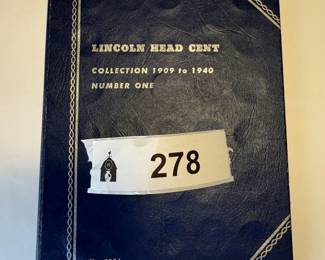 LINCOLN HEAD CENT
COLLECTION 1909 to 1940
NUMBER ONE
278